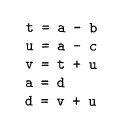 t = a - b
u = a - c
v = t + u
a = d
d = v + u